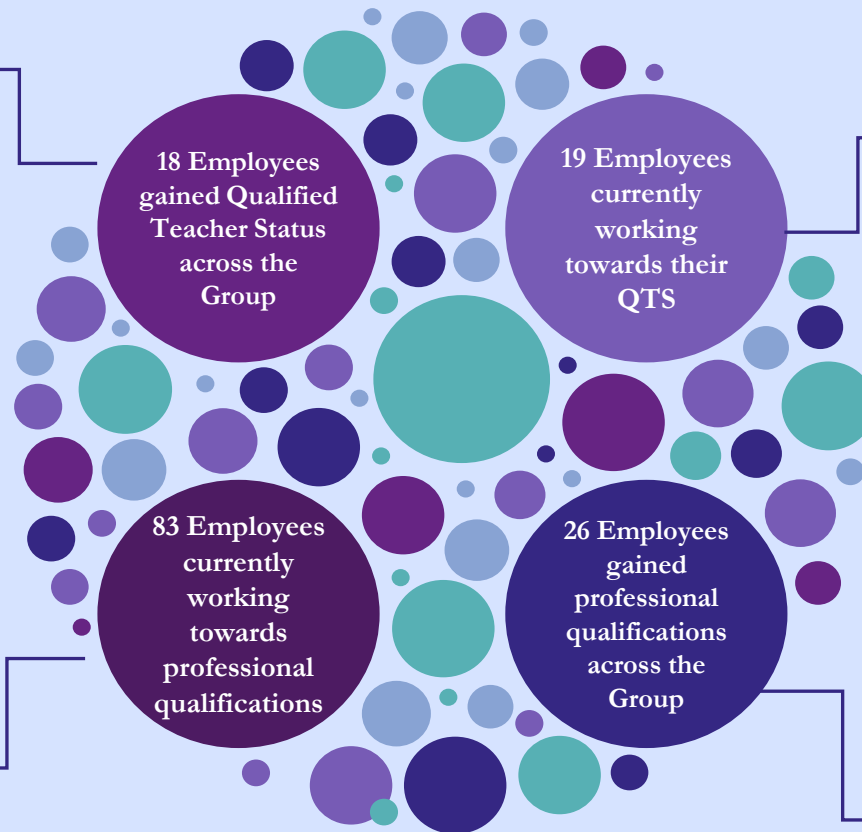 18 Employees
gained Qualified
Teacher Status
across the
Group
19 Employees
currently
working
towards their
QTS
83 Employees
currently
working
towards
professional
qualifications
26 Employees
gained
professional
qualifications
across the
Group